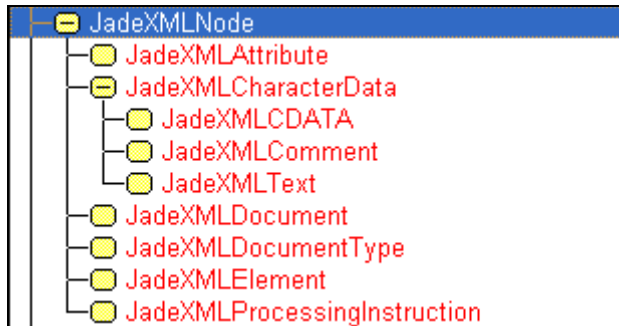 JadeXMLNode
JadeXMLAttribute
JadeXMLCharacterData
JadeXMLCDATA
JadeXMLComment
JadeXMLText
JadeXMLDocument
JadeXMLDocumentType
JadeXMLElement
JadeXMLProcessingInstruction